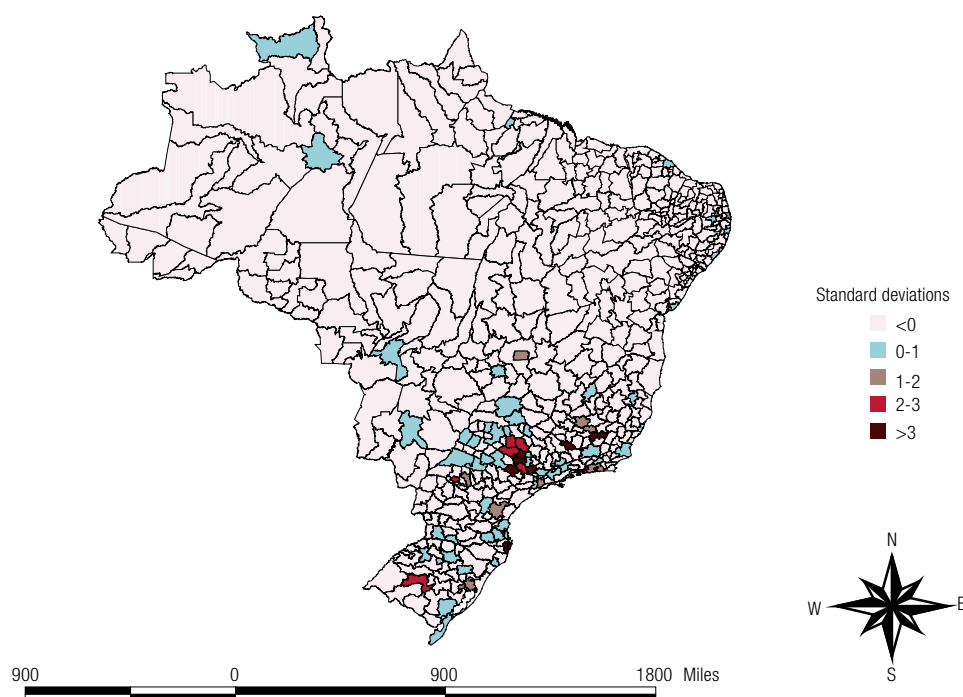 Standard deviations
<0
0-1
1-2
2-3
>3
N
W
E
S
900 0 900 1800 Miles